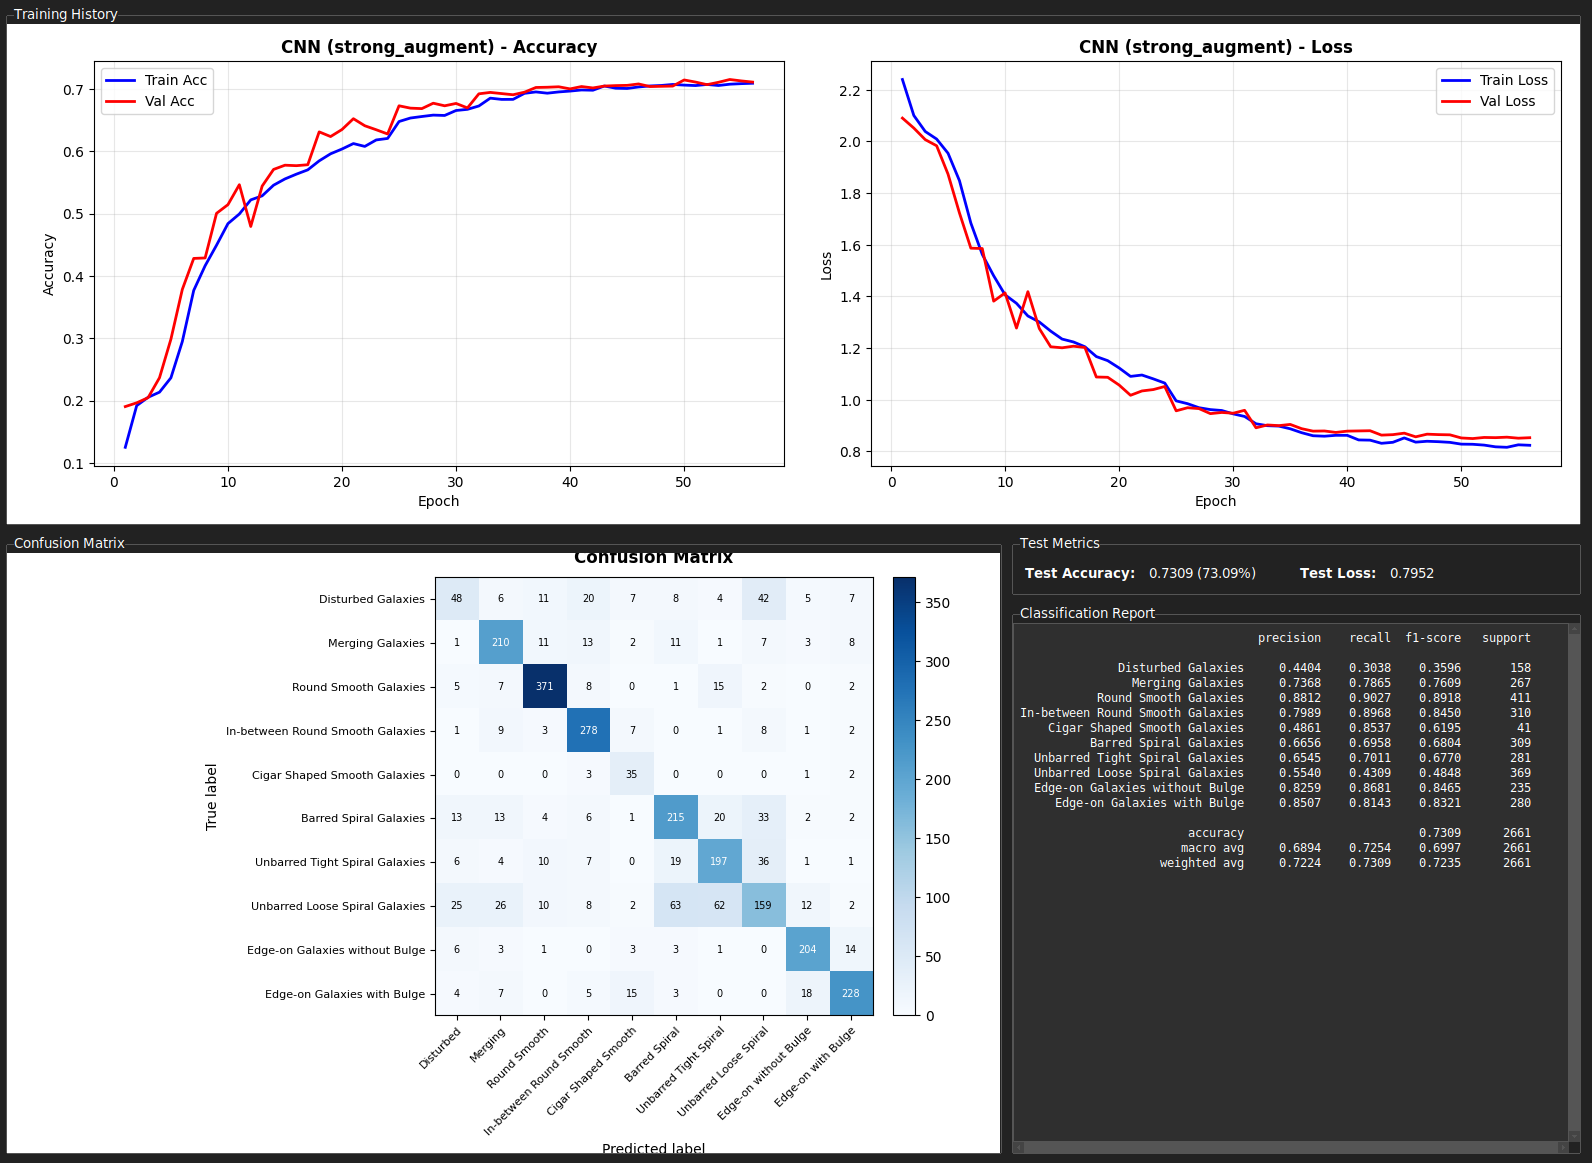 Training History
CNN (strong_augment) - Accuracy
Train Acc
Val Acc
0.7
0.6
0.5
0.4
0.3
0.2
0.1
Accuracy
0 10 20 30 40 50
Epoch
CNN (strong_augment) - Loss
Train Loss
Val Loss
2.2
2.0
1.8
1.6
1.4
1.2
1.0
0.8
Loss
0 10 20 30 40 50
Epoch
Confusion Matrix
Confusion Matrix
True label
Disturbed Galaxies 48 6 11 20 7 8 4 42 5 7
Merging Galaxies 1 210 11 13 2 11 1 7 3 8
Round Smooth Galaxies 5 7 371 8 0 1 15 2 0 2
In-between Round Smooth Galaxies 1 9 3 278 7 0 1 8 1 2
Cigar Shaped Smooth Galaxies 0 0 0 3 35 0 0 0 1 2
Barred Spiral Galaxies 13 13 4 6 1 215 20 33 2 2
Unbarred Tight Spiral Galaxies 6 4 10 7 0 19 197 36 1 1
Unbarred Loose Spiral Galaxies 25 26 10 8 2 63 62 159 12 2
Edge-on Galaxies without Bulge 6 3 1 0 3 3 1 0 204 14
Edge-on Galaxies with Bulge 4 7 0 5 15 3 0 0 18 228
Disturbed
Merging
Round Smooth
In-between Round Smooth
Cigar Shaped Smooth
Barred Spiral
Unbarred Tight Spiral
Unbarred Loose Spiral
Edge-on without Bulge
Edge-on with Bulge
Predicted label
350
300
250
200
150
100
50
0
Test Metrics
Test Accuracy: 0.7309 (73.09%) Test Loss: 0.7952
Classification Report
precision recall f1-score support
Disturbed Galaxies 0.4404 0.3038 0.3596 158
Merging Galaxies 0.7368 0.7865 0.7609 267
Round Smooth Galaxies 0.8812 0.9027 0.8918 411
In-between Round Smooth Galaxies 0.7989 0.8968 0.8450 310
Cigar Shaped Smooth Galaxies 0.4861 0.8537 0.6195 41
Barred Spiral Galaxies 0.6656 0.6958 0.6804 309
Unbarred Tight Spiral Galaxies 0.6545 0.7011 0.6770 281
Unbarred Loose Spiral Galaxies 0.5540 0.4309 0.4848 369
Edge-on Galaxies without Bulge 0.8259 0.8681 0.8465 235
Edge-on Galaxies with Bulge 0.8507 0.8143 0.8321 280
accuracy 0.7309 2661
macro avg 0.6894 0.7254 0.6997 2661
weighted avg 0.7224 0.7309 0.7235 2661